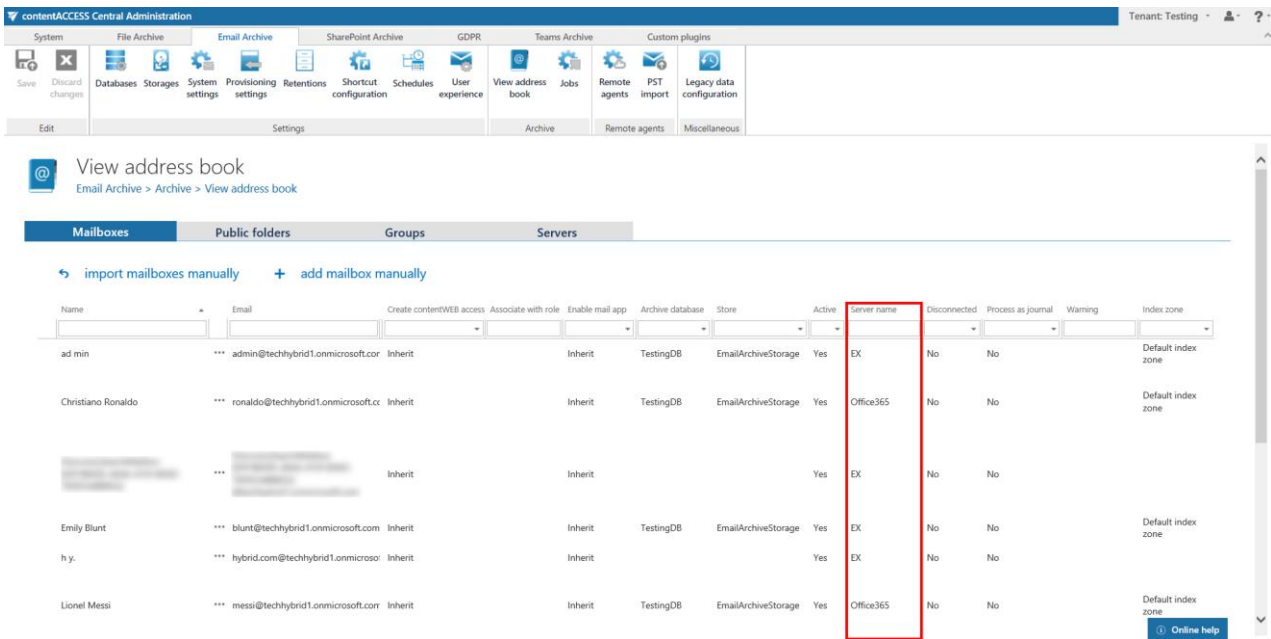 contentACCESS Central Administration
Tenant: Testing
?
System File Archive Email Archive SharePoint Archive GDPR Teams Archive Custom plugins
Save
Discard changes
Databases
Storages
System settings
Provisioning settings
Retentions
Shortcut configuration
Schedules
User experience
View address book
Jobs
Remote agents
PST import
Legacy data configuration
Edit Settings Archive Remote agents Miscellaneous
View address book
Email Archive > Archive > View address book
Mailboxes Public folders Groups Servers
import mailboxes manually + add mailbox manually
Name Email Create contentWEB access Associate with role Enable mail app Archive database Store Active Server name Disconnected Process as journal Warning Index zone
ad min *** admin@techhybrid1.onmicrosoft.cor Inherit Inherit TestingDB EmailArchiveStorage Yes EX No No Default index zone
Christiano Ronaldo *** ronaldo@techhybrid1.onmicrosoft.cc Inherit Inherit TestingDB EmailArchiveStorage Yes Office365 No No Default index zone
*** Inherit Inherit Yes EX No No
Emily Blunt *** blunt@techhybrid1.onmicrosoft.com Inherit Inherit TestingDB EmailArchiveStorage Yes EX No No Default index zone
h y. *** hybrid.com@techhybrid1.onmicroso Inherit Inherit Yes EX No No
Lionel Messi *** messi@techhybrid1.onmicrosoft.com Inherit Inherit TestingDB EmailArchiveStorage Yes Office365 No No Default index zone
Online help